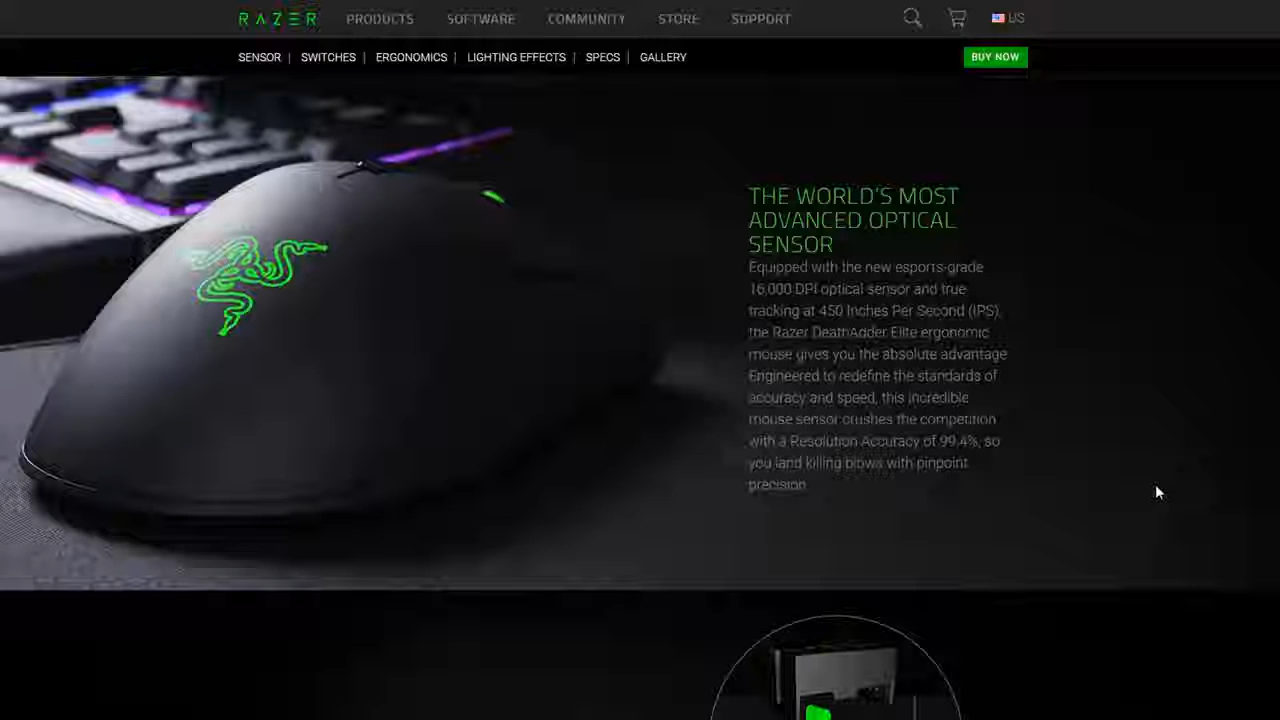 RAZER PRODUCTS SOFTWARE COMMUNITY STORE SUPPORT US
SENSOR | SWITCHES | ERGONOMICS | LIGHTING EFFECTS | SPECS | GALLERY BUY NOW
THE WORLD'S MOST
ADVANCED OPTICAL
SENSOR
Equipped with the new esports-grade
16,000 DPI optical sensor and true
tracking at 450 Inches Per Second (IPS),
the Razer DeathAdder Elite ergonomic
mouse gives you the absolute advantage
Engineered to redefine the standards of
accuracy and speed, this incredible
mouse sensor crushes the competition
with a Resolution Accuracy of 99.4%, so
you land killing blows with pinpoint
precision.